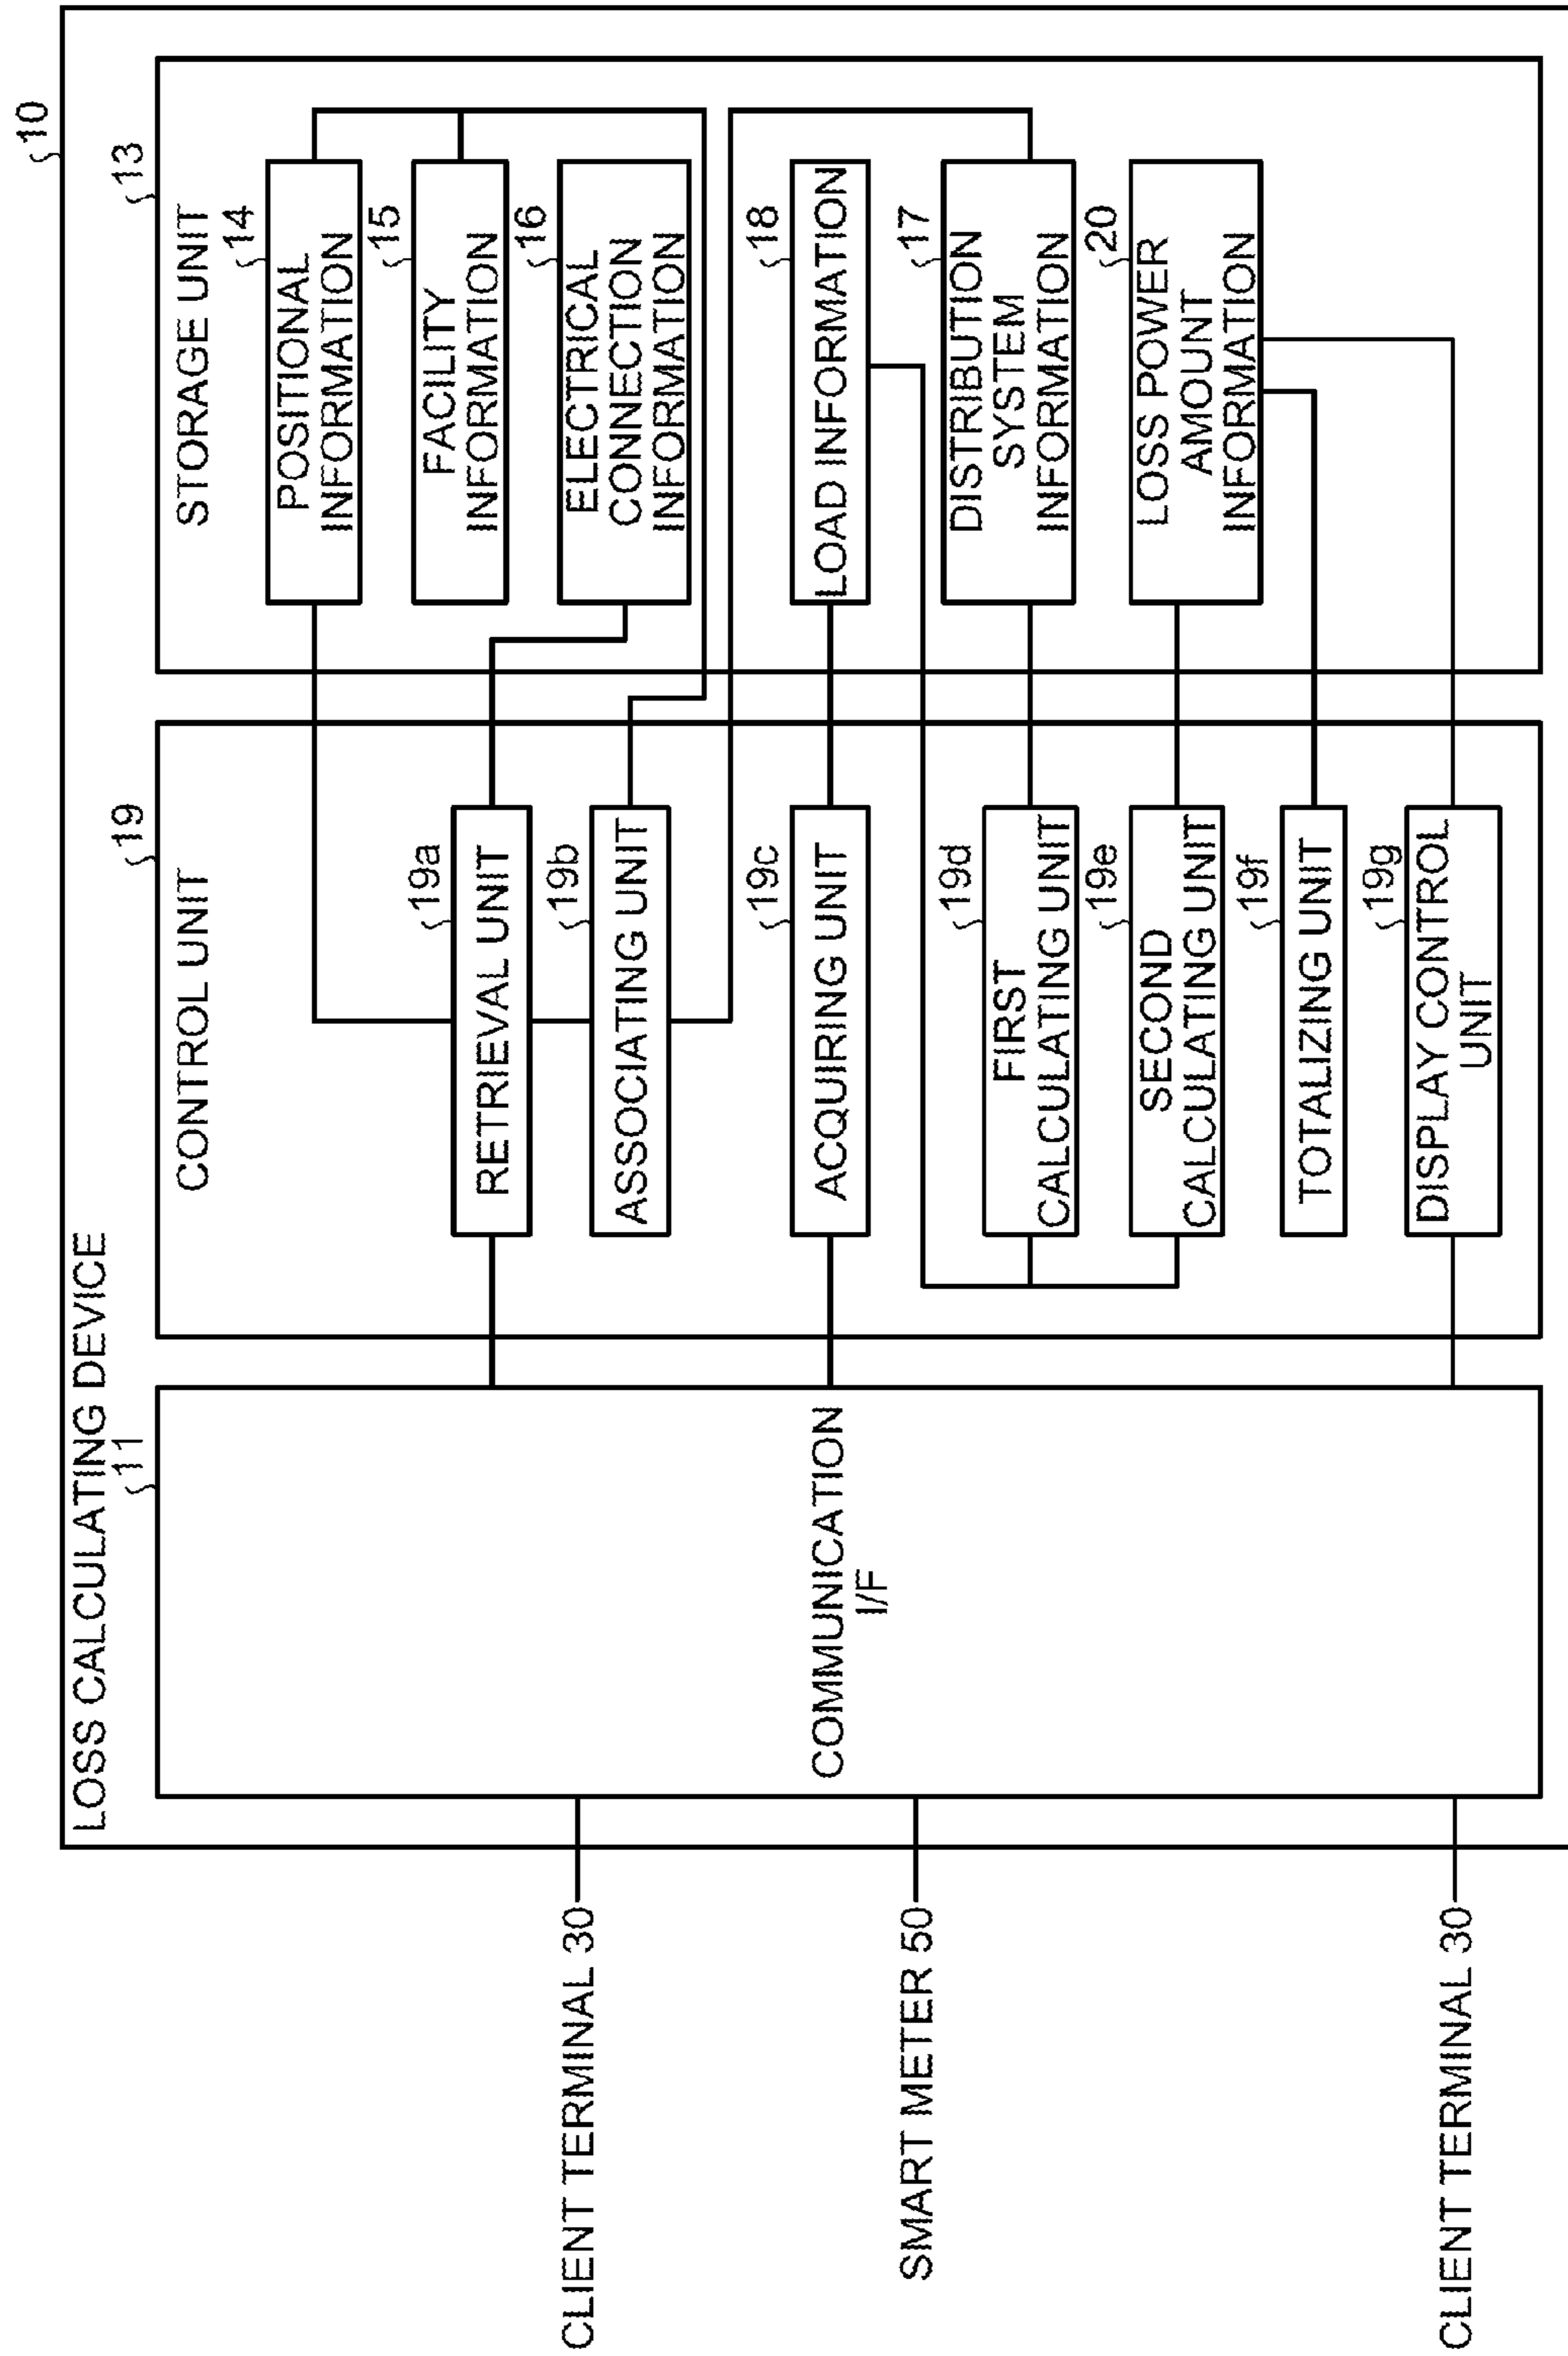 10
LOSS CALCULATING DEVICE
11
COMMUNICATION
I/F
CLIENT TERMINAL 30
SMART METER 50
CLIENT TERMINAL 30
19
CONTROL UNIT
19a
RETRIEVAL UNIT
19b
ASSOCIATING UNIT
19c
ACQUIRING UNIT
19d
FIRST
CALCULATING UNIT
19e
SECOND
CALCULATING UNIT
19f
TOTALIZING UNIT
19g
DISPLAY CONTROL
UNIT
13
STORAGE UNIT
14
POSITIONAL
INFORMATION
15
FACILITY
INFORMATION
16
ELECTRICAL
CONNECTION
INFORMATION
18
LOAD INFORMATION
17
DISTRIBUTION
SYSTEM
INFORMATION
20
LOSS POWER
AMOUNT
INFORMATION